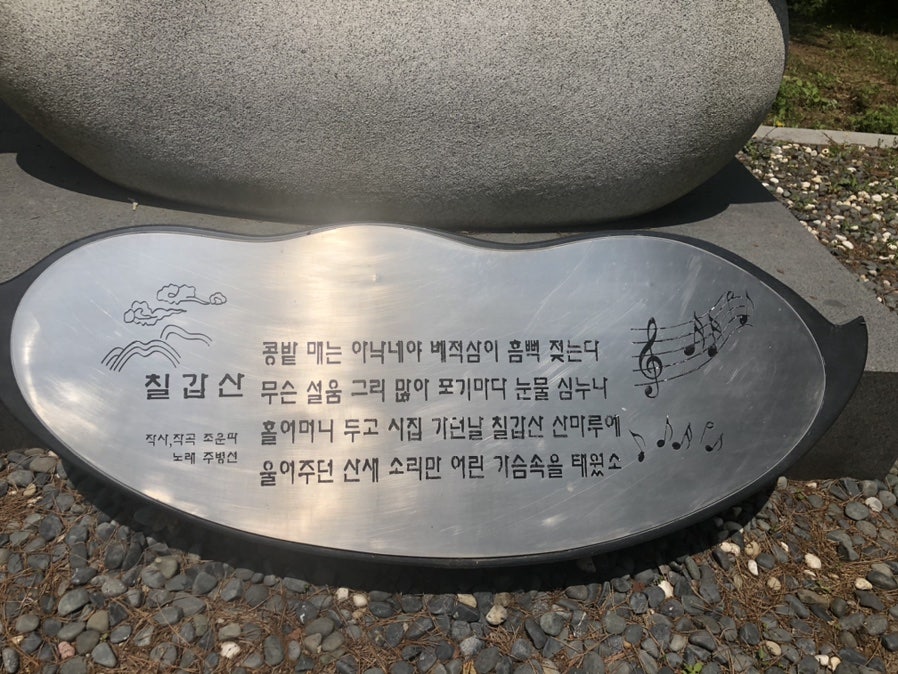 칠갑산
작사,작곡 조운파
노래 주병선
콩밭 매는 아낙네야 베적삼이 흠뻑 젖는다
무슨 설움 그리 많아 포기마다 눈물 심누나
홀어머니 두고 시집 가던날 칠갑산 산마루에
울어주던 산새 소리만 어린 가슴속을 태웠소